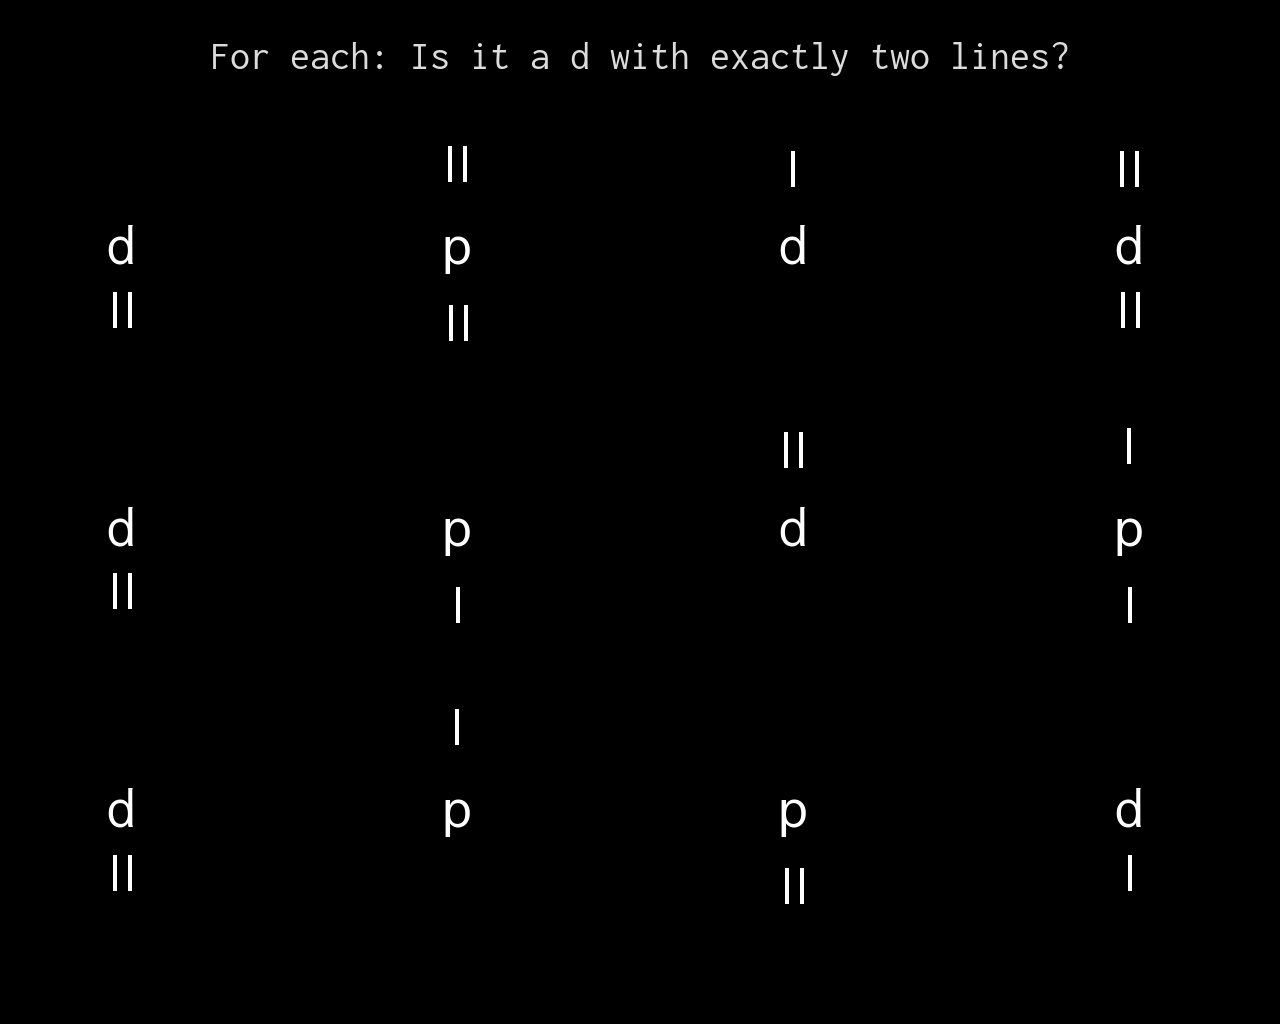 For each: Is it a d with exactly two lines?
|| | ||
d p d d
|| || ||
|| |
d p d p
|| | |
|
d p p d
|| || |